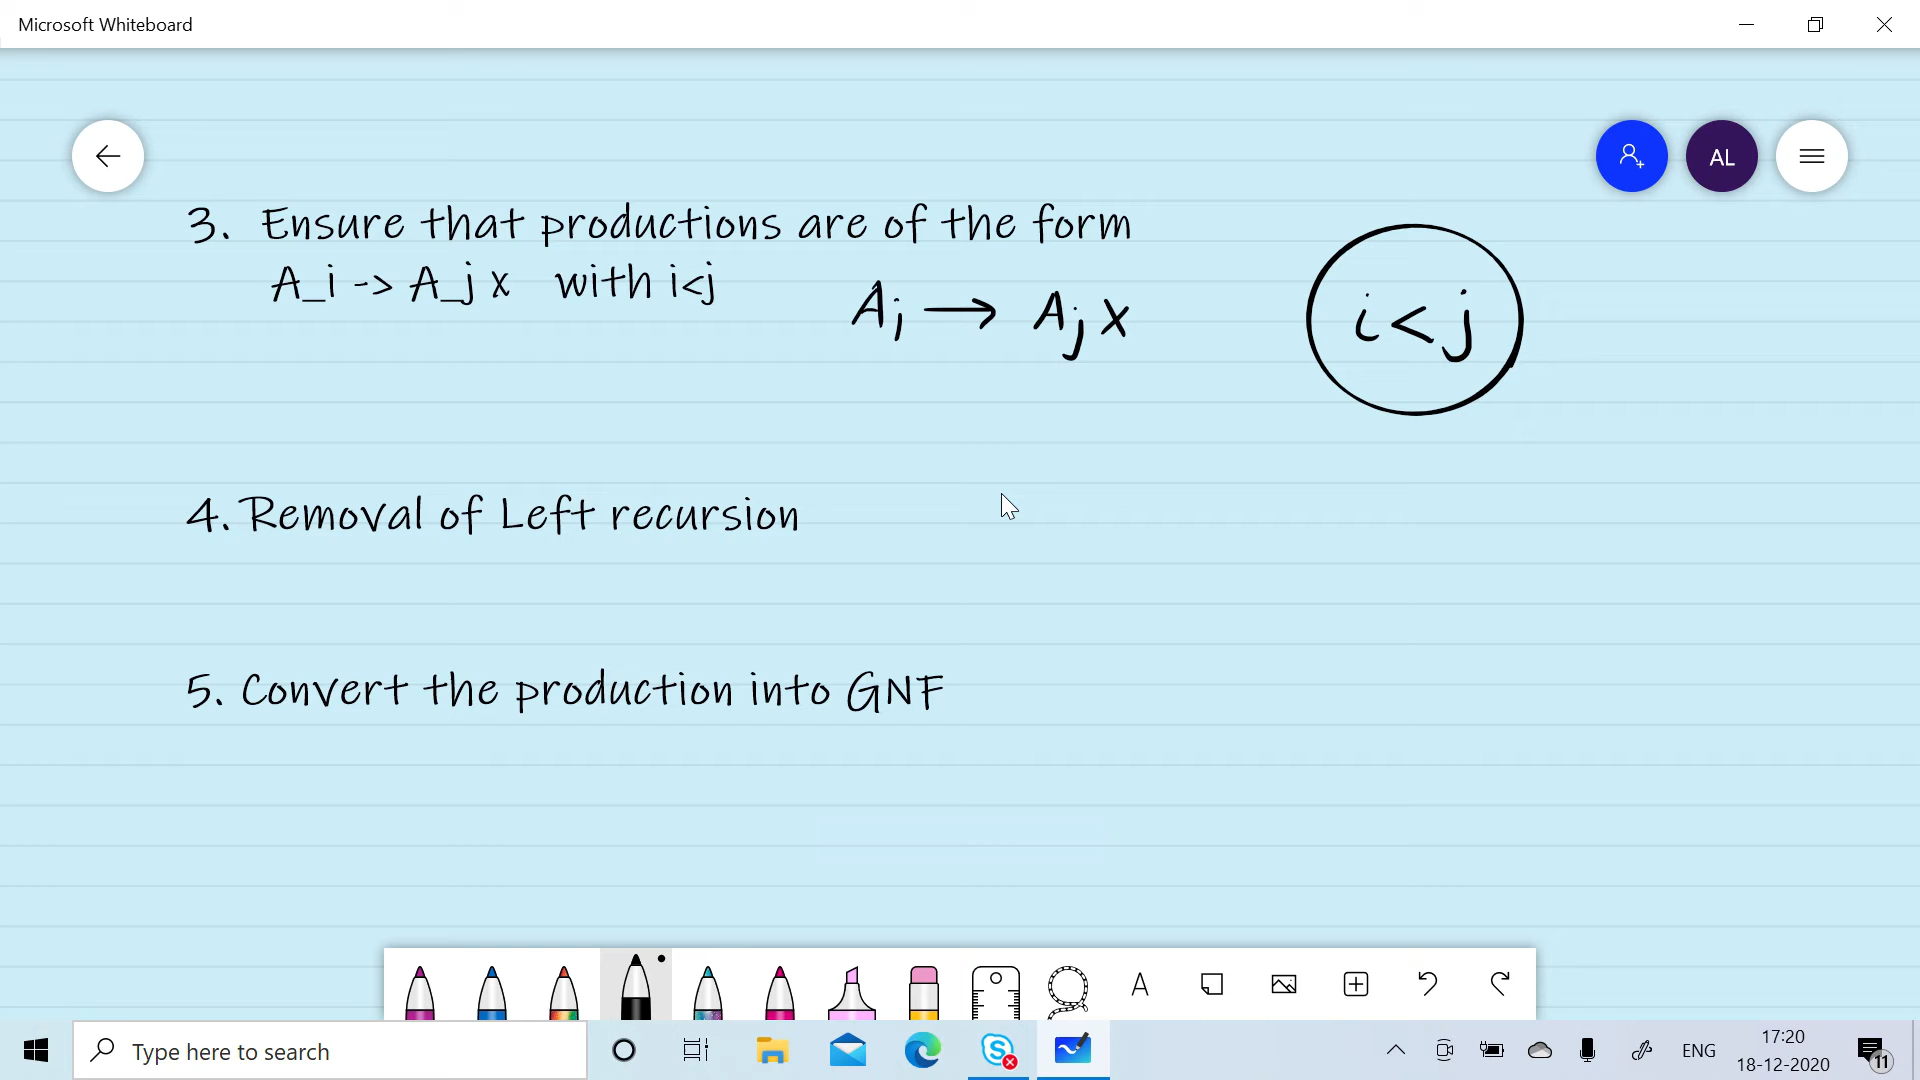 Microsoft Whiteboard
AL
3. Ensure that productions are of the form
A_i -> A_j x with i<j
Ai → Aj x
i < j
4. Removal of Left recursion
5. Convert the production into GNF
A
Type here to search
ENG
17:20
18-12-2020
11